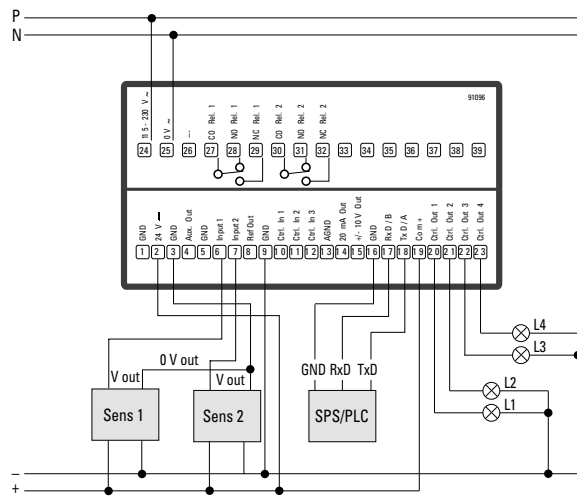 P
N
91096
115 - 230 V ~
0 V ~
---
CO Rel. 1
NO Rel. 1
NC Rel. 1
CO Rel. 2
NO Rel. 2
NC Rel. 2
24 25 26 27 28 29 30 31 32 33 34 35 36 37 38 39
GND
24 V
GND
Aux. Out
GND
Input1
Input2
Ref.Out
GND
Ctrl. In 1
Ctrl. In 2
Ctrl. In 3
AGND
20 mA Out
+/- 10 V Out
GND
RxD / B
TxD / A
Com+
Ctrl. Out 1
Ctrl. Out 2
Ctrl. Out 3
Ctrl. Out 4
1 2 3 4 5 6 7 8 9 10 11 12 13 14 15 16 17 18 19 20 21 22 23
L4
L3
0 V out
GND RxD TxD
V out
V out
L2
L1
Sens 1
Sens 2
SPS/PLC
–
+